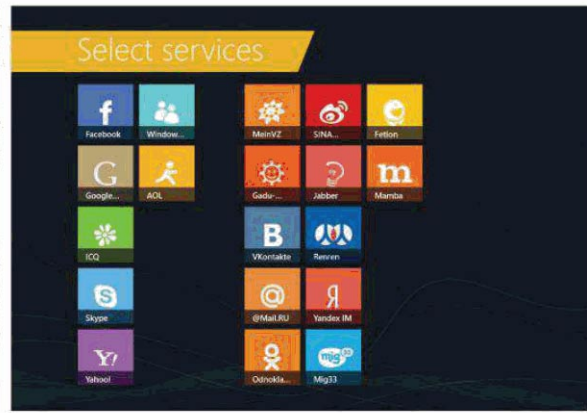 Select services
f
Facebook
Window...
MeinVZ
SINA...
Fetion
G
Google...
AOL
Gadu-...
Jabber
m
Mamba
ICQ
B
VKontakte
Renren
S
Skype
@
@Mail.RU
Я
Yandex IM
Y!
Yahoo!
Odnokla...
mig33
Mig33